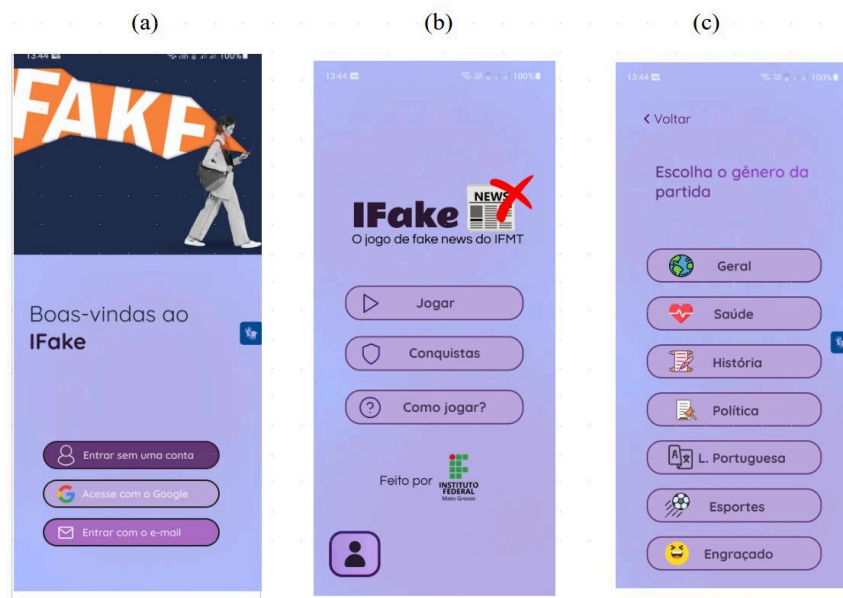 (a)
(b)
(c)
13:44
100%
FAKE
Boas-vindas ao
IFake
Entrar sem uma conta
Acesse com o Google
Entrar com o e-mail
13:44
100%
NEWS
IFake
O jogo de fake news do IFMT
Jogar
Conquistas
Como jogar?
Feito por
INSTITUTO
FEDERAL
Mato Grosso
13:44
100%
Voltar
Escolha o gênero da
partida
Geral
Saúde
História
Política
L. Portuguesa
Esportes
Engraçado